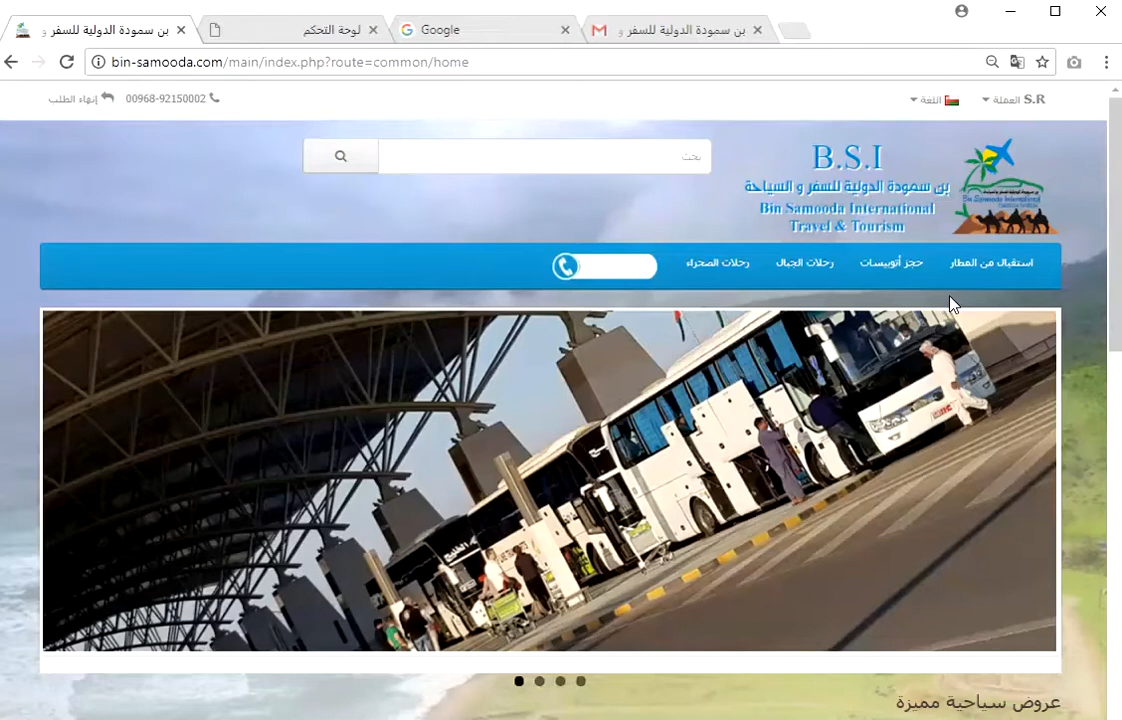 بن سمودة الدولية للسفر و
لوحة التحكم
Google
بن سمودة الدولية للسفر و
bin-samooda.com/main/index.php?route=common/home
S.R العملة
اللغة
00968-92150002
إنهاء الطلب
بحث
B.S.I
بن سمودة الدولية للسفر و السياحة
Bin Samooda International
Travel & Tourism
استقبال من المطار
حجز أتوبيسات
رحلات الجبال
رحلات الصحراء
عروض سياحية مميزة